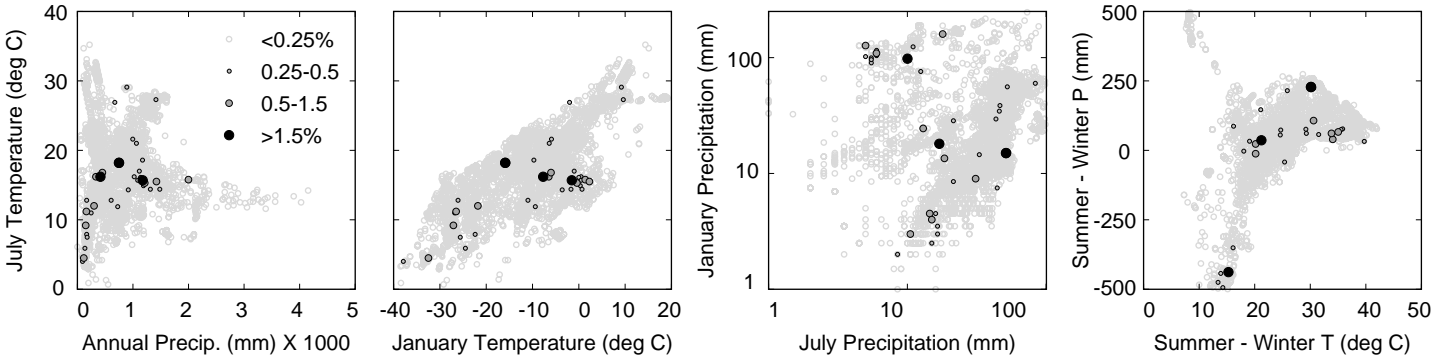 July Temperature (deg C)
40
30
20
10
0
<0.25%
0.25-0.5
0.5-1.5
>1.5%
0 1 2 3 4 5
Annual Precip. (mm) X 1000
-40 -30 -20 -10 0 10 20
January Temperature (deg C)
January Precipitation (mm)
100
10
1
1 10 100
July Precipitation (mm)
Summer - Winter P (mm)
500
250
0
-250
-500
0 10 20 30 40 50
Summer - Winter T (deg C)